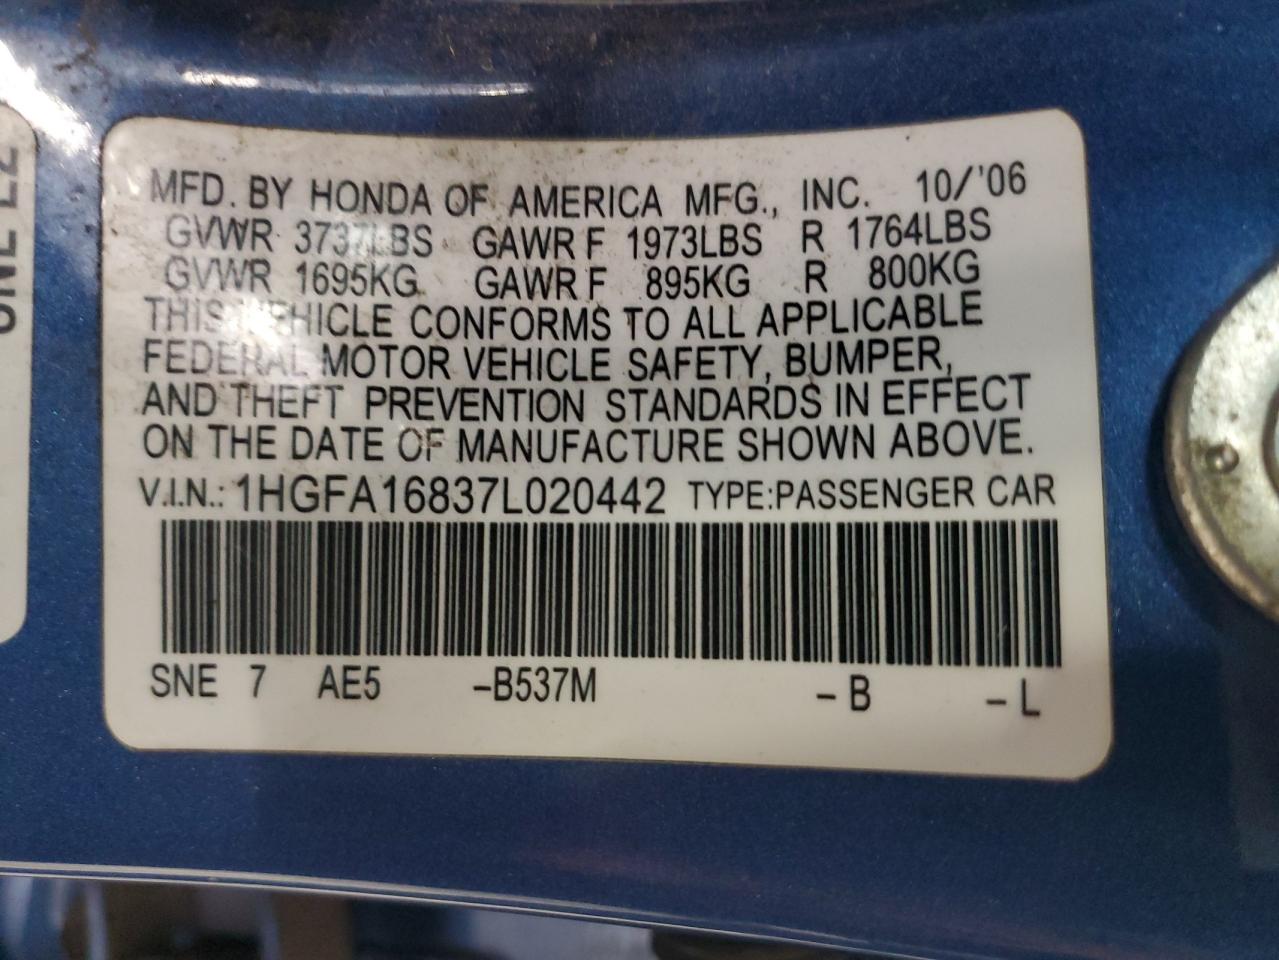 MFD. BY HONDA OF AMERICA MFG., INC. 10/'06
GVWR 3737LBS GAWR F 1973LBS R 1764LBS
GVWR 1695KG GAWR F 895KG R 800KG
THIS VEHICLE CONFORMS TO ALL APPLICABLE
FEDERAL MOTOR VEHICLE SAFETY, BUMPER,
AND THEFT PREVENTION STANDARDS IN EFFECT
ON THE DATE OF MANUFACTURE SHOWN ABOVE.
V.I.N.: 1HGFA16837L020442 TYPE:PASSENGER CAR
SNE 7 AE5 -B537M -B -L